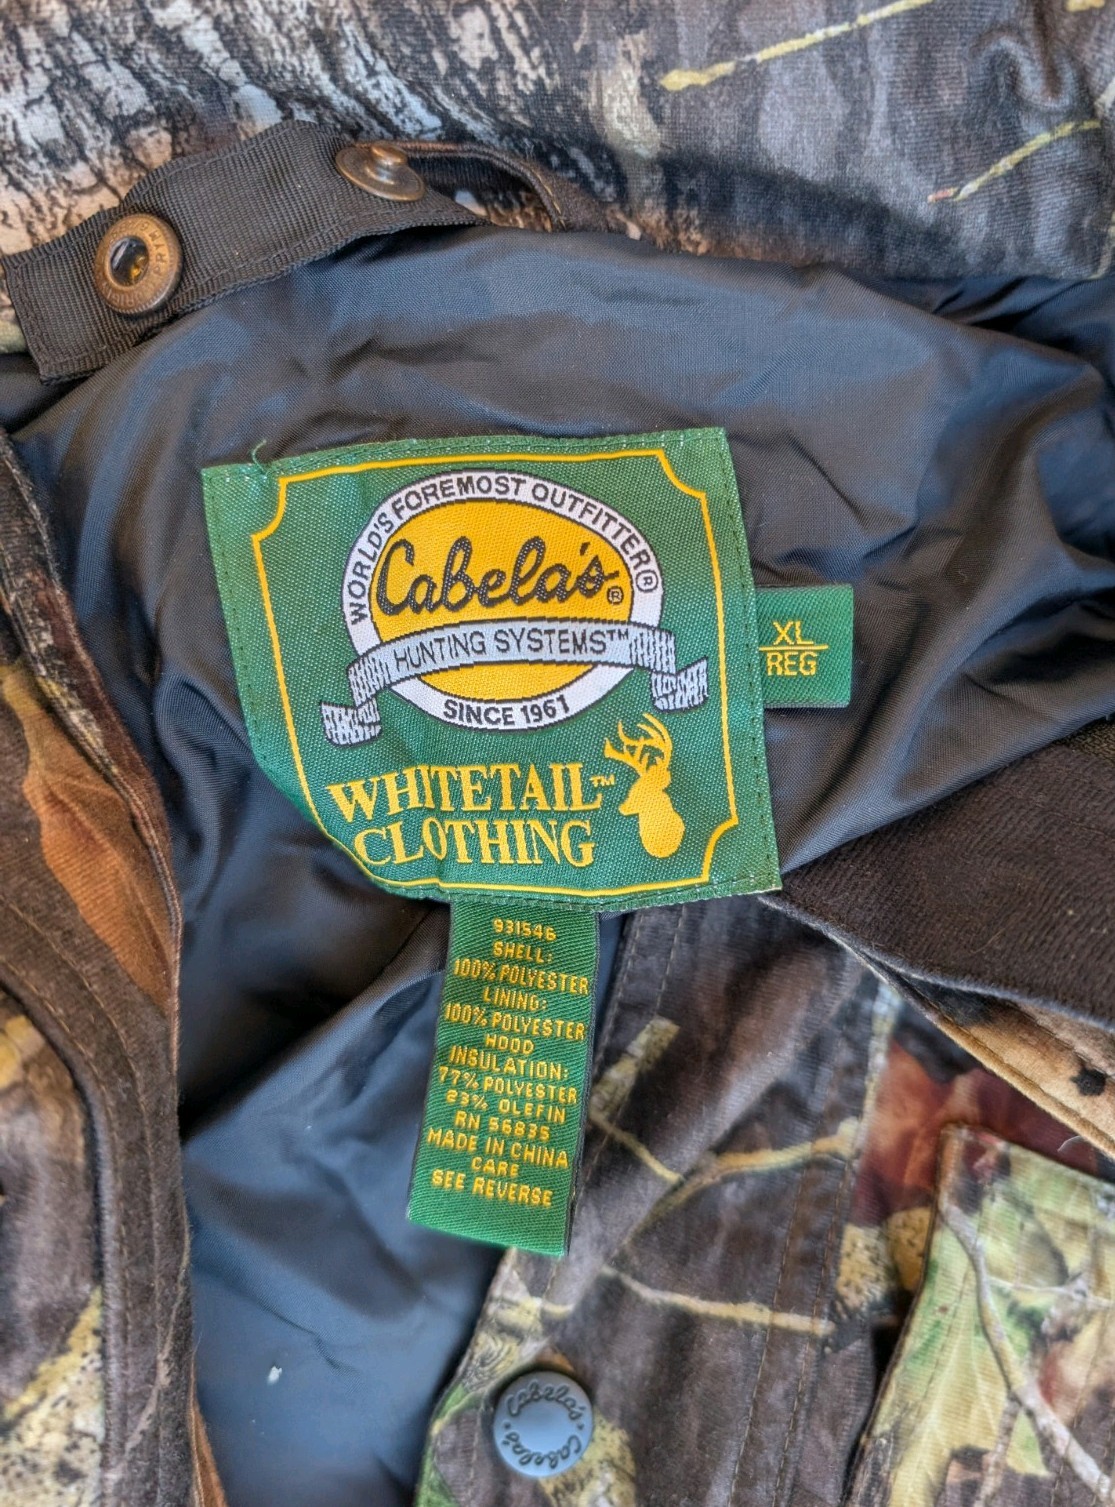 WORLD'S FOREMOST OUTFITTER®
Cabela's®
HUNTING SYSTEMS™
SINCE 1961
WHITETAIL™
CLOTHING
XL
REG
931546
SHELL:
100% POLYESTER
LINING:
100% POLYESTER
HOOD
INSULATION:
77% POLYESTER
23% OLEFIN
RN 56835
MADE IN CHINA
CARE
SEE REVERSE
Cabela's Cabela's